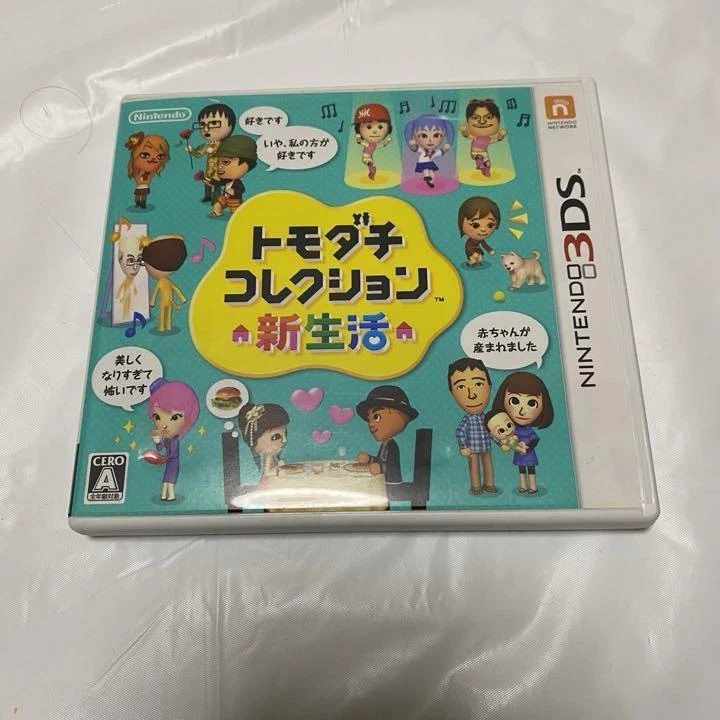 Nintendo
好きです
いや、私の方が
好きです
NINTENDO
NETWORK
トモダチ
コレクション™
新生活
美しく
なりすぎて
怖いです
赤ちゃんが
産まれました
CERO
A
全年齢対象
NINTENDO3DS™